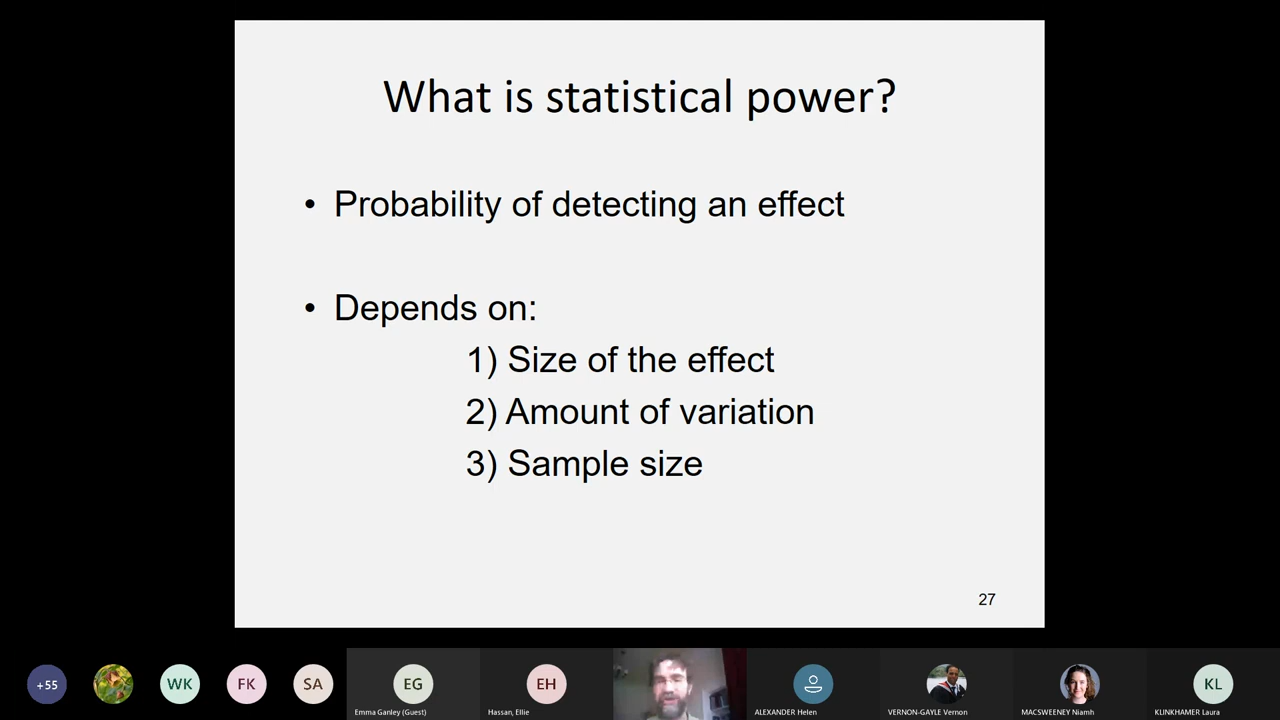 What is statistical power?
• Probability of detecting an effect
• Depends on:
1) Size of the effect
2) Amount of variation
3) Sample size
27
+55
WK
FK
SA
EG
EH
KL
Emma Ganley (Guest)
Hassan, Ellie
ALEXANDER Helen
VERNON-GAYLE Vernon
MACSWEENEY Niamh
KLINKHAMER Laura